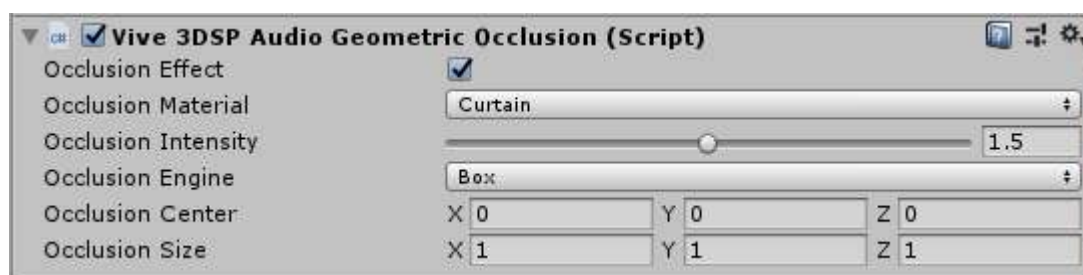 Vive 3DSP Audio Geometric Occlusion (Script)
Occlusion Effect
Occlusion Material Curtain
Occlusion Intensity 1.5
Occlusion Engine Box
Occlusion Center X 0 Y 0 Z 0
Occlusion Size X 1 Y 1 Z 1